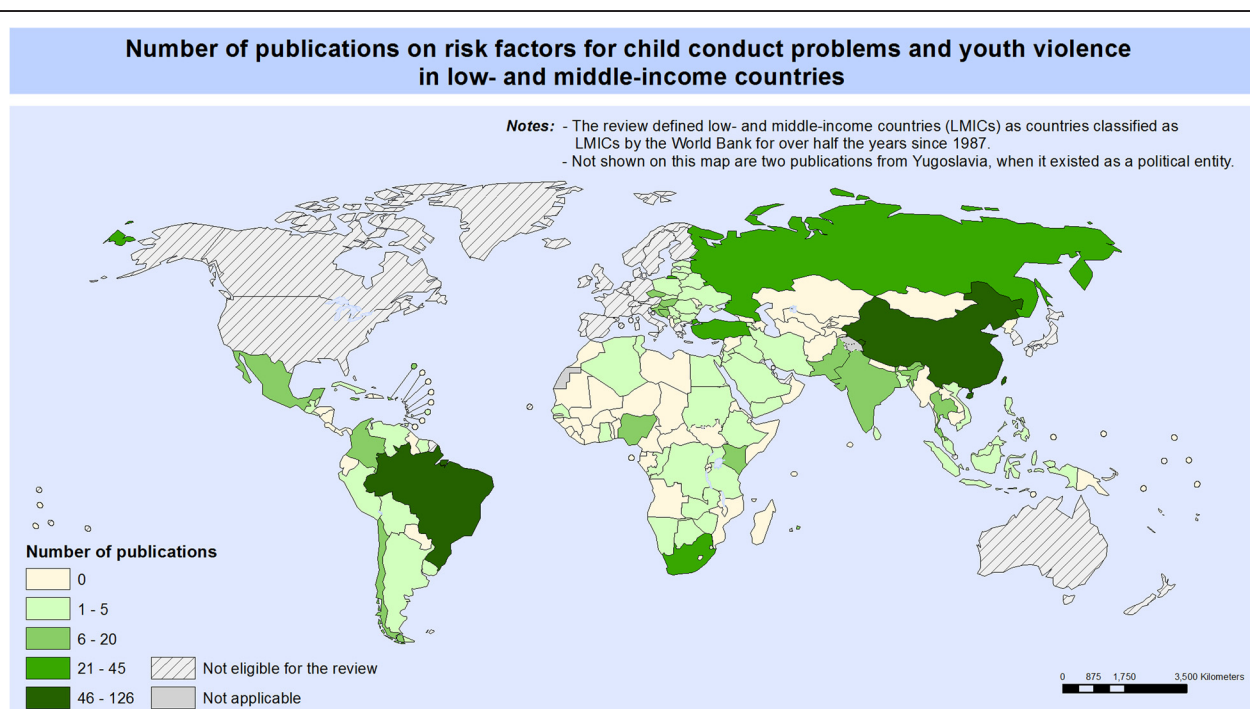 Number of publications on risk factors for child conduct problems and youth violence
in low- and middle-income countries
Notes: - The review defined low- and middle-income countries (LMICs) as countries classified as
LMICs by the World Bank for over half the years since 1987.
- Not shown on this map are two publications from Yugoslavia, when it existed as a political entity.
Number of publications
0
1 - 5
6 - 20
21 - 45
Not eligible for the review
46 - 126
Not applicable
0 875 1,750 3,500 Kilometers